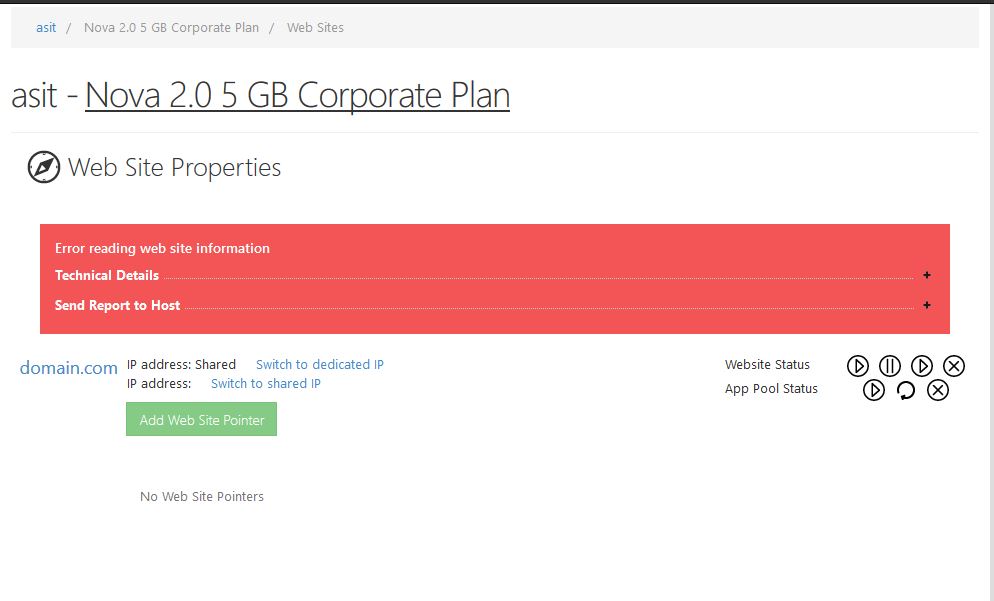 asit / Nova 2.0 5 GB Corporate Plan / Web Sites
asit - Nova 2.0 5 GB Corporate Plan
Web Site Properties
Error reading web site information
Technical Details +
Send Report to Host +
domain.com IP address: Shared Switch to dedicated IP Website Status
IP address: Switch to shared IP App Pool Status
Add Web Site Pointer
No Web Site Pointers